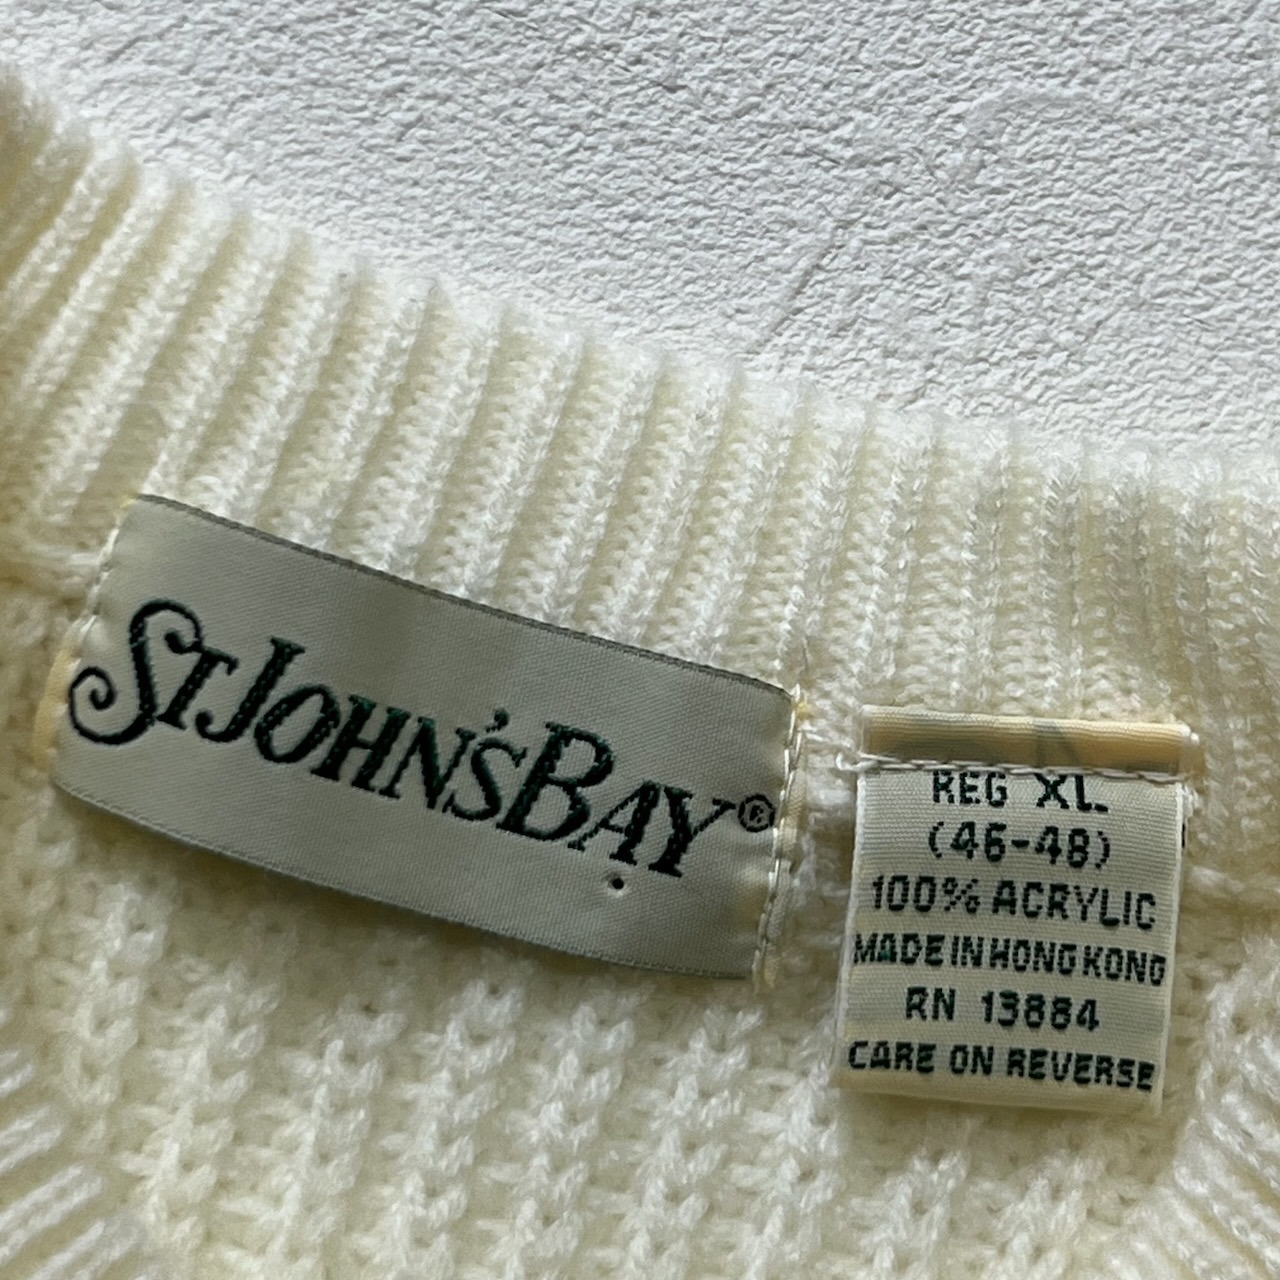 ST JOHN'S BAY®
REG XL
(46-48)
100% ACRYLIC
MADE IN HONG KONG
RN 13884
CARE ON REVERSE